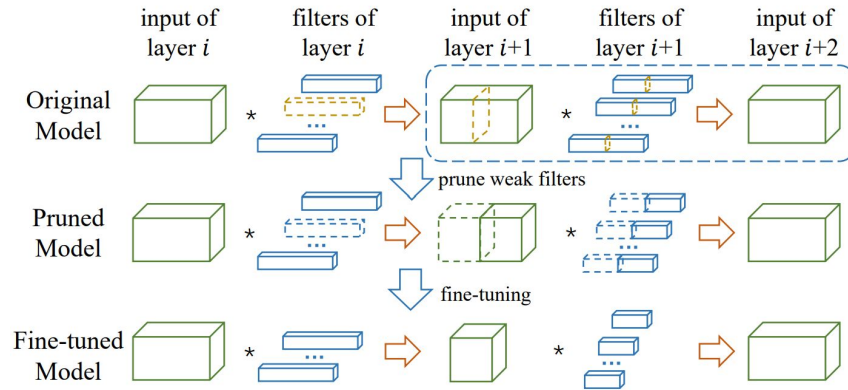 input of
layer i
filters of
layer i
input of
layer i+1
filters of
layer i+1
input of
layer i+2
Original
Model
*
...
*
...
prune weak filters
Pruned
Model
*
...
*
...
fine-tuning
Fine-tuned
Model
*
...
*
...